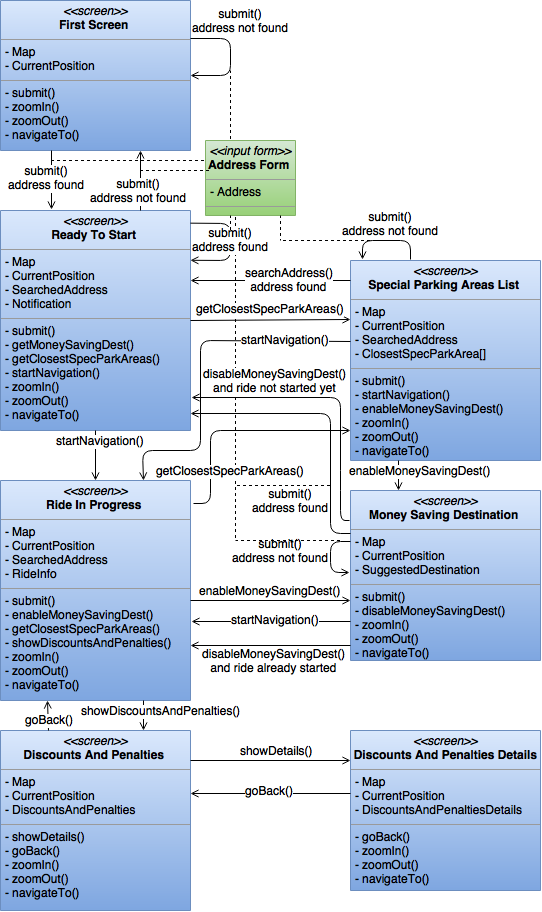 <<screen>>
First Screen
- Map
- CurrentPosition
- submit()
- zoomIn()
- zoomOut()
- navigateTo()
submit()
address not found
<<input form>>
Address Form
- Address
submit()
address found
submit()
address not found
<<screen>>
Ready To Start
- Map
- CurrentPosition
- SearchedAddress
- Notification
- submit()
- getMoneySavingDest()
- getClosestSpecParkAreas()
- startNavigation()
- zoomIn()
- zoomOut()
- navigateTo()
submit()
address found
submit()
address not found
searchAddress()
address found
getClosestSpecParkAreas()
startNavigation()
disableMoneySavingDest()
and ride not started yet
<<screen>>
Special Parking Areas List
- Map
- CurrentPosition
- SearchedAddress
- ClosestSpecParkArea[]
- submit()
- startNavigation()
- enableMoneySavingDest()
- zoomIn()
- zoomIn()
- navigateTo()
startNavigation()
getClosestSpecParkAreas()
enableMoneySavingDest()
submit()
address found
submit()
address not found
<<screen>>
Ride In Progress
- Map
- CurrentPosition
- SearchedAddress
- RideInfo
- submit()
- enableMoneySavingDest()
- getClosestSpecParkAreas()
- showDiscountsAndPenalties()
- zoomIn()
- zoomOut()
- navigateTo()
<<screen>>
Money Saving Destination
- Map
- CurrentPosition
- SuggestedDestination
- submit()
- disableMoneySavingDest()
- zoomIn()
- zoomIn()
- navigateTo()
enableMoneySavingDest()
startNavigation()
disableMoneySavingDest()
and ride already started
showDiscountsAndPenalties()
goBack()
<<screen>>
Discounts And Penalties
- Map
- CurrentPosition
- DiscountsAndPenalties
- showDetails()
- goBack()
- zoomIn()
- zoomOut()
- navigateTo()
showDetails()
goBack()
<<screen>>
Discounts And Penalties Details
- Map
- CurrentPosition
- DiscountsAndPenaltiesDetails
- goBack()
- zoomIn()
- zoomOut()
- navigateTo()